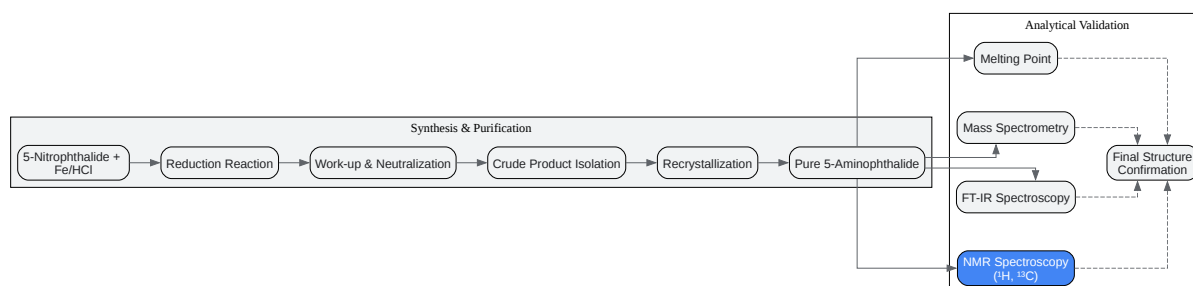 Analytical Validation
Melting Point
Synthesis & Purification
5-Nitrophthalide +
Fe/HCl
Reduction Reaction
Work-up & Neutralization
Crude Product Isolation
Recrystallization
Pure 5-Aminophthalide
Mass Spectrometry
FT-IR Spectroscopy
NMR Spectroscopy
(¹H, ¹³C)
Final Structure
Confirmation